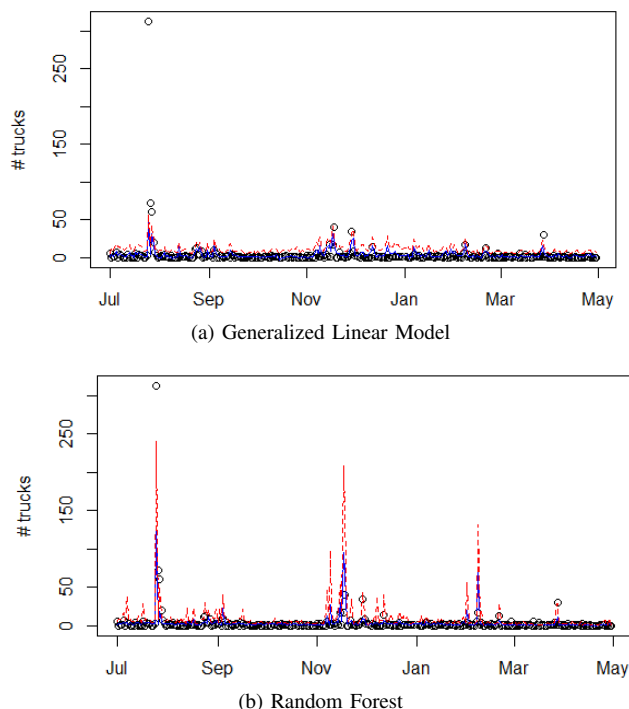 # trucks
250
150
50
0
Jul Sep Nov Jan Mar May
(a) Generalized Linear Model
# trucks
250
150
50
0
Jul Sep Nov Jan Mar May
(b) Random Forest